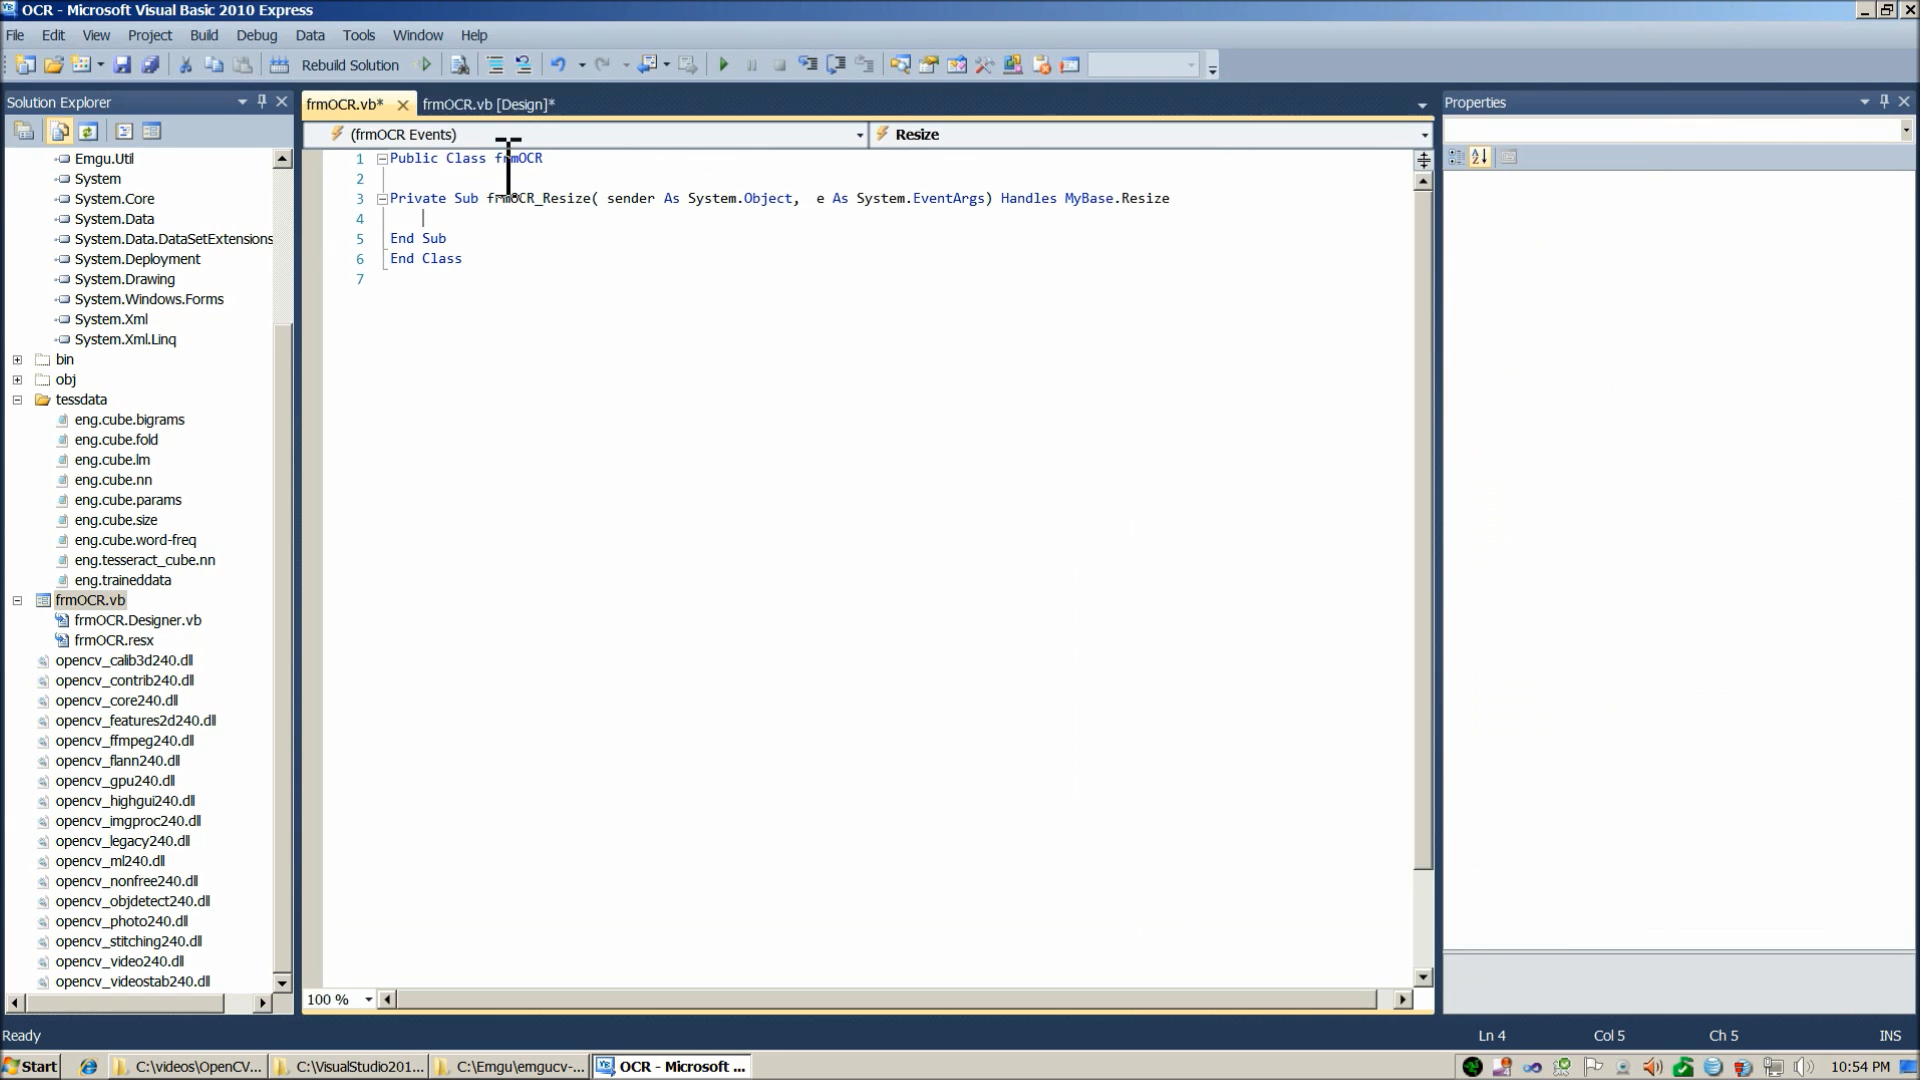 OCR - Microsoft Visual Basic 2010 Express
File Edit View Project Build Debug Data Tools Window Help
Rebuild Solution
Solution Explorer
Emgu.Util
System
System.Core
System.Data
System.Data.DataSetExtensions
System.Deployment
System.Drawing
System.Windows.Forms
System.Xml
System.Xml.Linq
bin
obj
tessdata
eng.cube.bigrams
eng.cube.fold
eng.cube.lm
eng.cube.nn
eng.cube.params
eng.cube.size
eng.cube.word-freq
eng.tesseract_cube.nn
eng.traineddata
frmOCR.vb
frmOCR.Designer.vb
frmOCR.resx
opencv_calib3d240.dll
opencv_contrib240.dll
opencv_core240.dll
opencv_features2d240.dll
opencv_ffmpeg240.dll
opencv_flann240.dll
opencv_gpu240.dll
opencv_highgui240.dll
opencv_imgproc240.dll
opencv_legacy240.dll
opencv_ml240.dll
opencv_nonfree240.dll
opencv_objdetect240.dll
opencv_photo240.dll
opencv_stitching240.dll
opencv_video240.dll
opencv_videostab240.dll
frmOCR.vb* frmOCR.vb [Design]*
(frmOCR Events) Resize
1 Public Class frmOCR
2
3 Private Sub frmOCR_Resize( sender As System.Object,  e As System.EventArgs) Handles MyBase.Resize
4
5 End Sub
6 End Class
7
100 %
Properties
Ready Ln 4 Col 5 Ch 5 INS
Start C:\videos\OpenCV... C:\VisualStudio201... C:\Emgu\emgucv-... OCR - Microsoft ... 10:54 PM